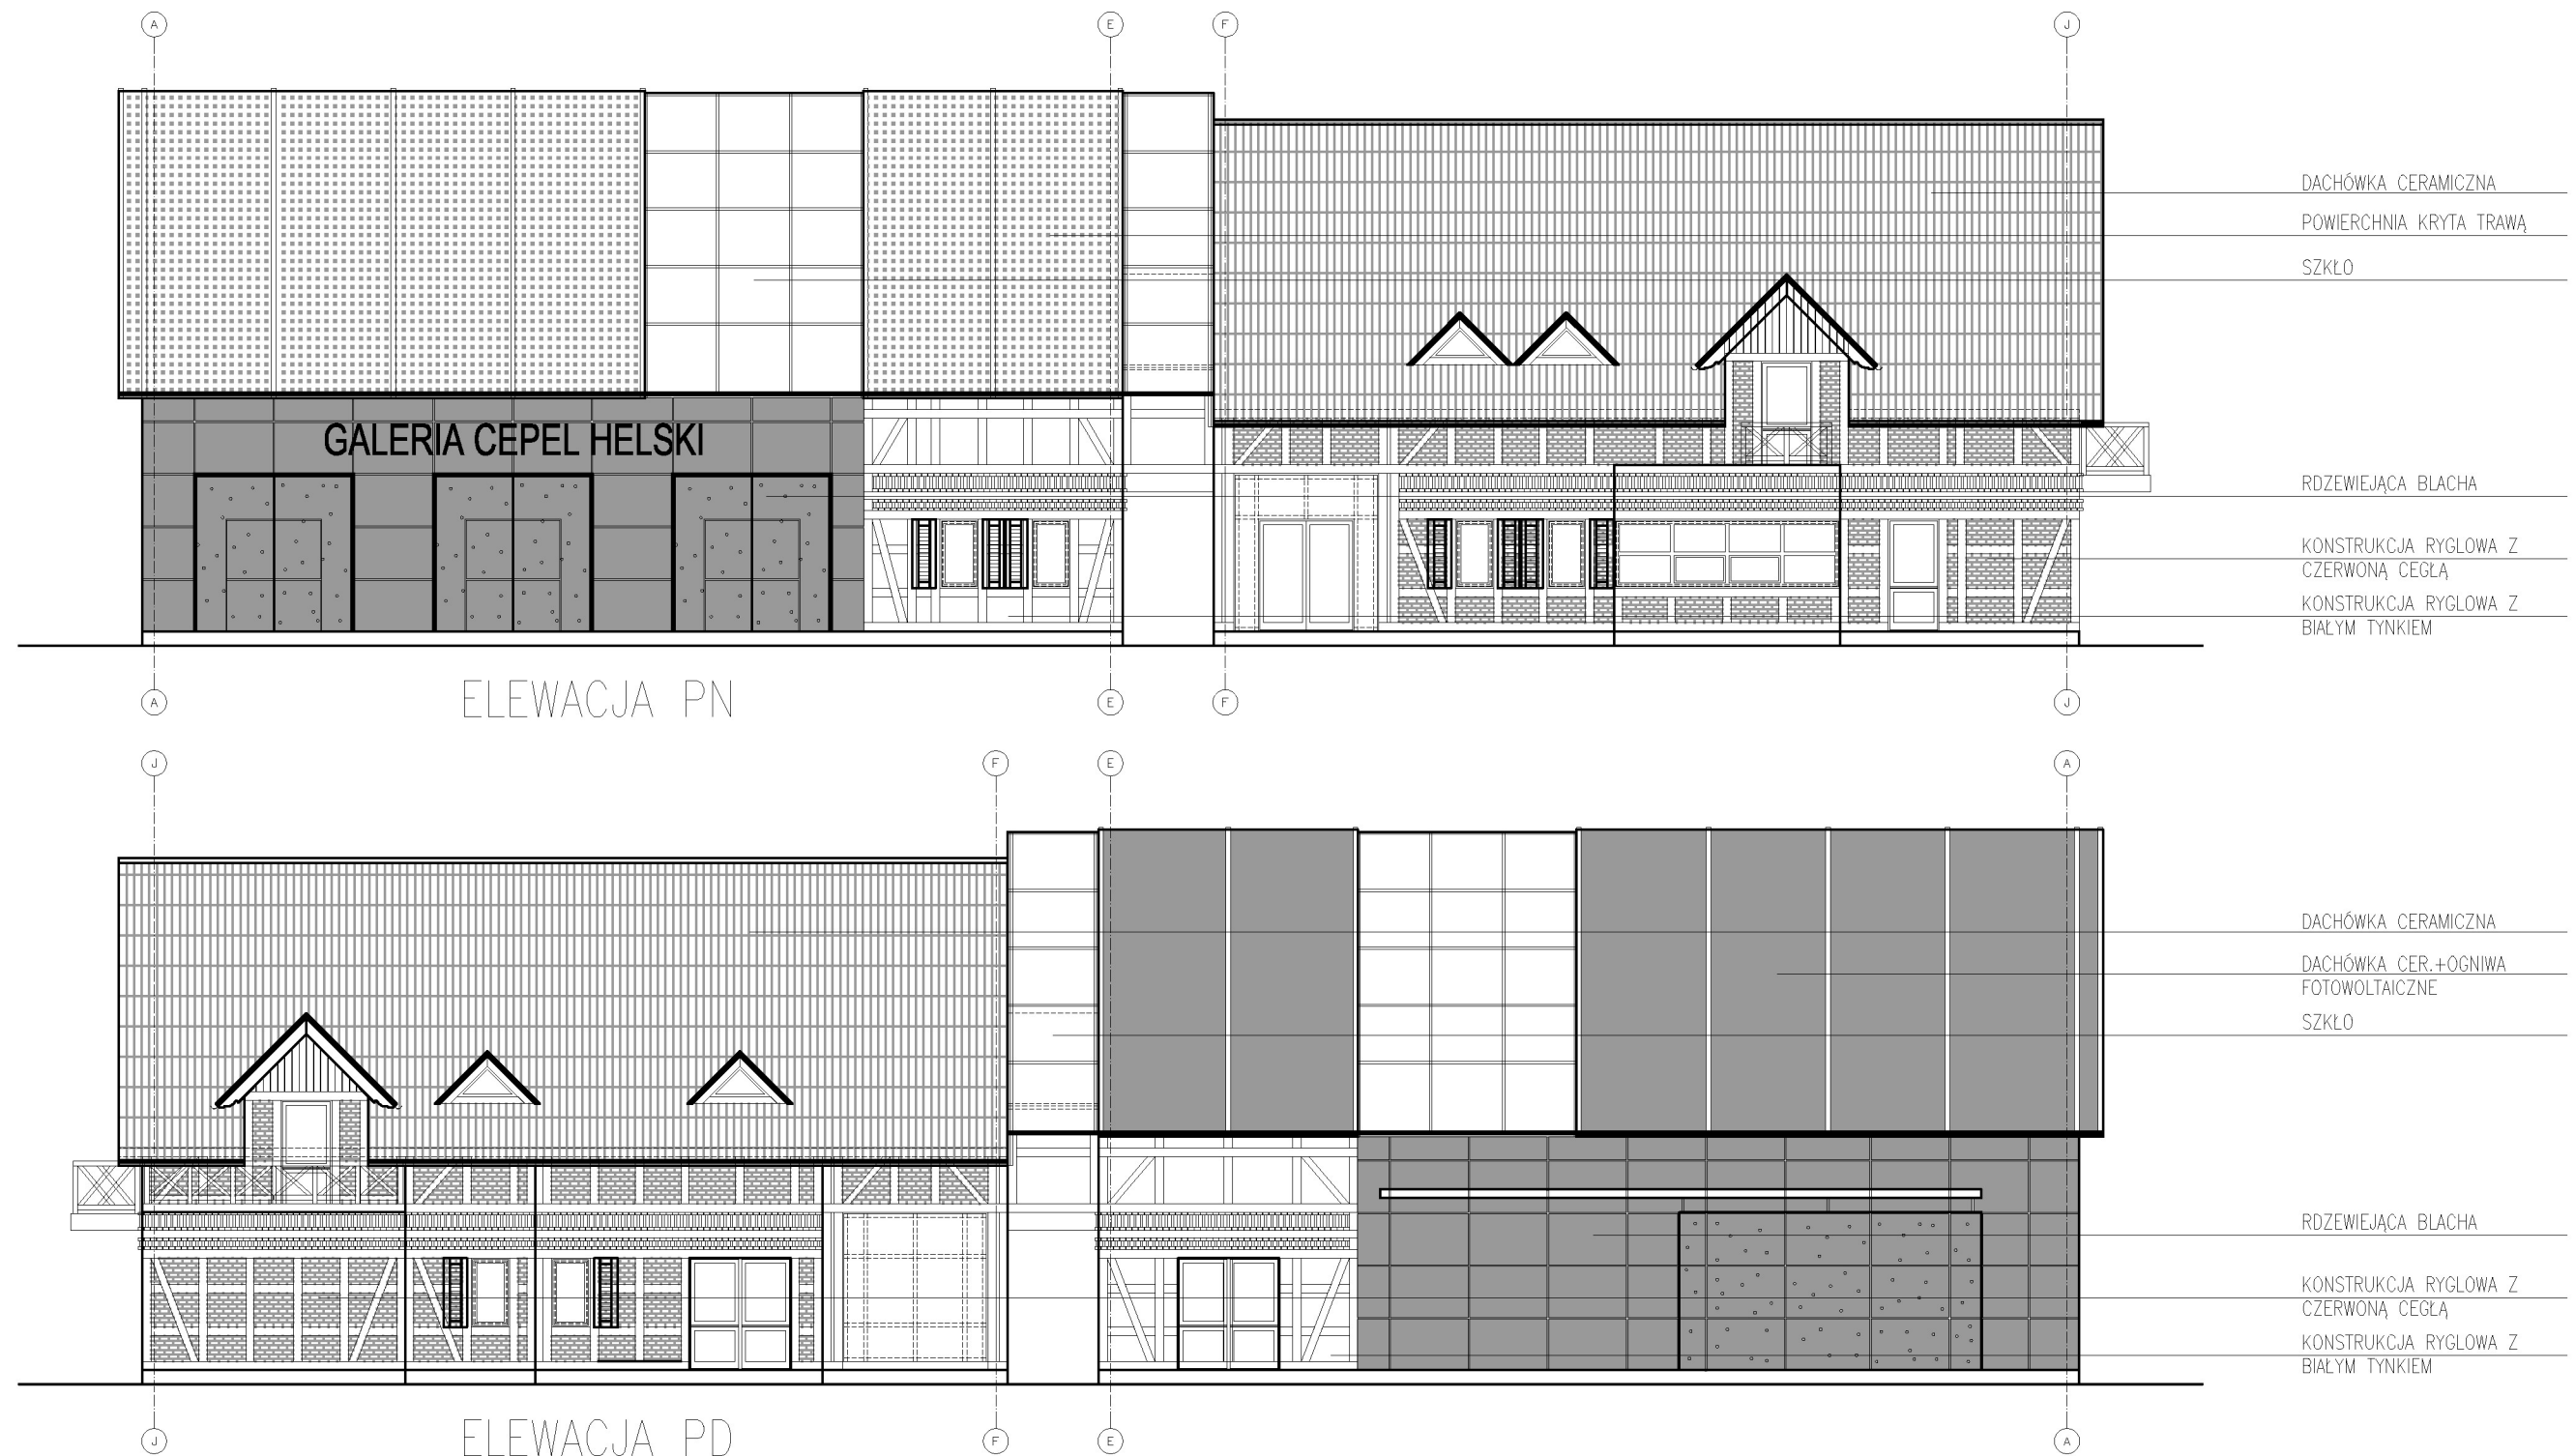 A E F J
DACHÓWKA CERAMICZNA
POWIERCHNIA KRYTA TRAWĄ
SZKŁO
GALERIA CEPEL HELSKI
RDZEWIEJĄCA BLACHA
KONSTRUKCJA RYGLOWA Z
CZERWONĄ CEGŁĄ
KONSTRUKCJA RYGLOWA Z
BIAŁYM TYNKIEM
A E F J
ELEWACJA PN
J F E A
DACHÓWKA CERAMICZNA
DACHÓWKA CER.+OGNIWA
FOTOWOLTAICZNE
SZKŁO
RDZEWIEJĄCA BLACHA
KONSTRUKCJA RYGLOWA Z
CZERWONĄ CEGŁĄ
KONSTRUKCJA RYGLOWA Z
BIAŁYM TYNKIEM
J F E A
ELEWACJA PD